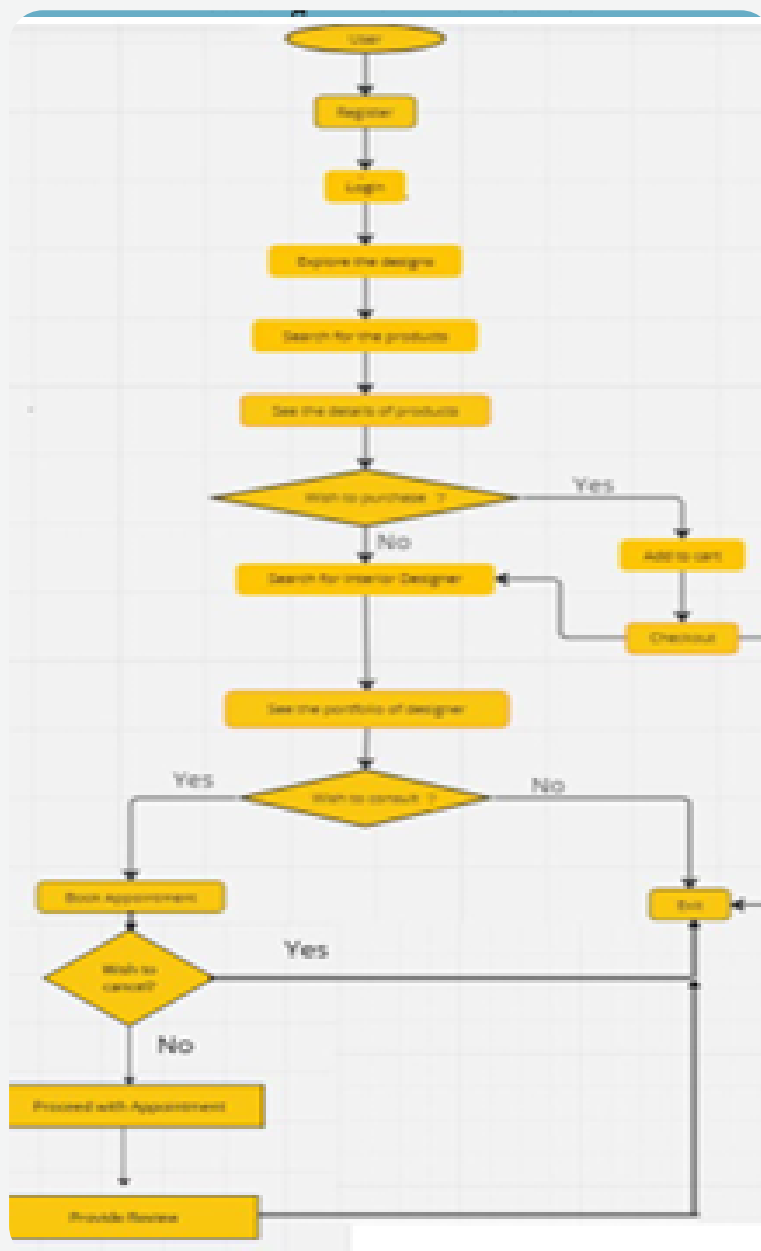 User
Register
Login
Explore the designs
Search for the products
See the details of products
Wish to purchase ?
Yes
No
Add to cart
Search for Interior Designer
Checkout
See the portfolio of designer
Wish to consult ?
Yes
No
Book Appointment
Exit
Wish to
cancel?
Yes
No
Proceed with Appointment
Provide Review